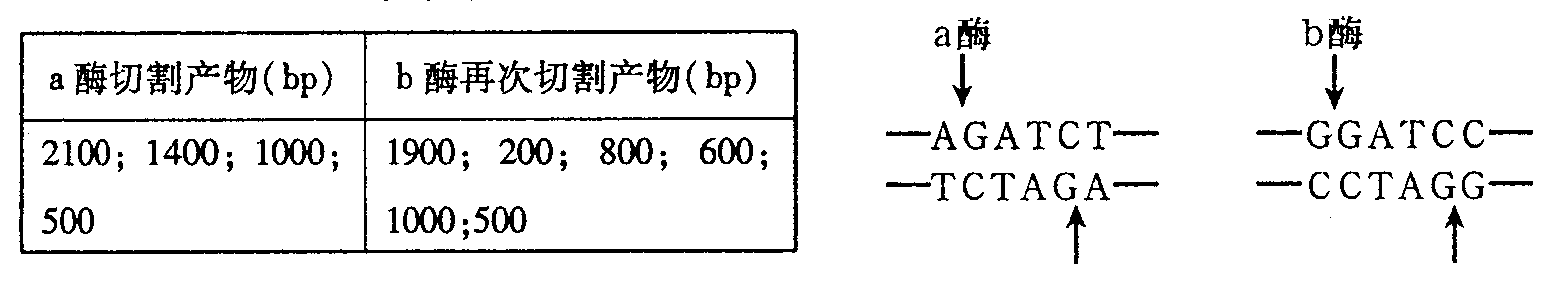 a酶切割产物(bp) b酶再次切割产物(bp)
2100; 1400; 1000; 1900; 200; 800; 600;
500 1000;500
a酶 b酶
—AGATCT— —GGATCC—
—TCTAGA— —CCTAGG—